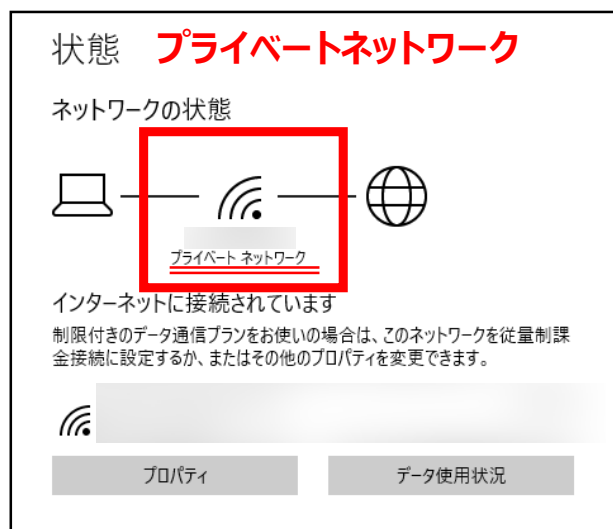 状態 プライベートネットワーク
ネットワークの状態
プライベート ネットワーク
インターネットに接続されています
制限付きのデータ通信プランをお使いの場合は、このネットワークを従量制課
金接続に設定するか、またはその他のプロパティを変更できます。
プロパティ データ使用状況